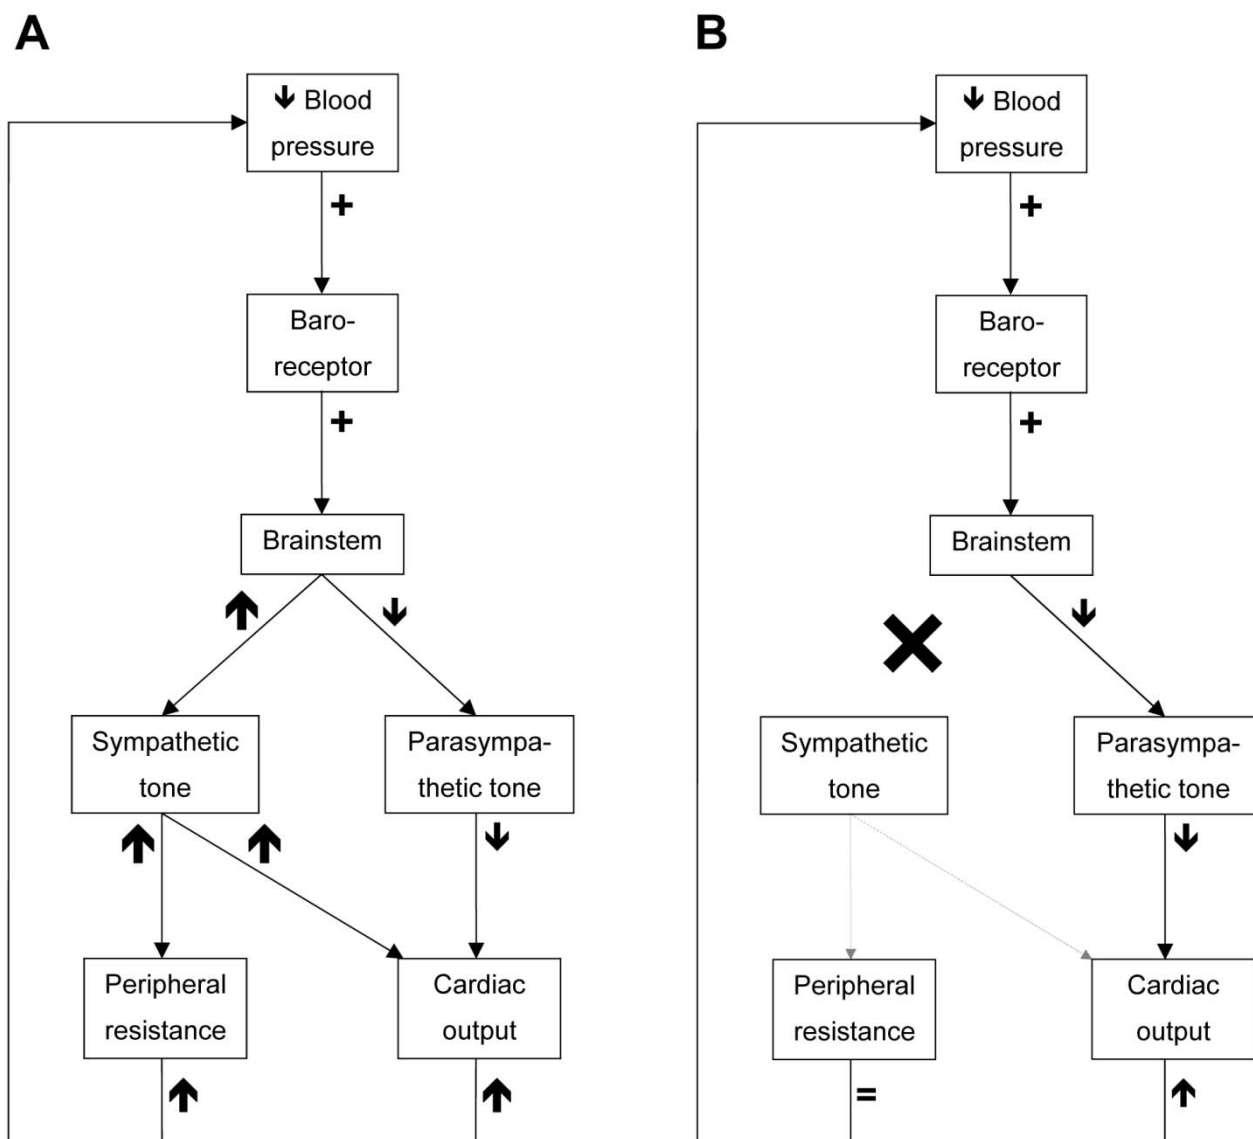 A
↓ Blood
pressure
+
Baro-
receptor
+
Brainstem
↑ ↓
Sympathetic
tone
Parasympa-
thetic tone
↑ ↑ ↓
Peripheral
resistance
Cardiac
output
↑ ↑
B
↓ Blood
pressure
+
Baro-
receptor
+
Brainstem
↓
Sympathetic
tone
Parasympa-
thetic tone
↓
Peripheral
resistance
Cardiac
output
= ↑